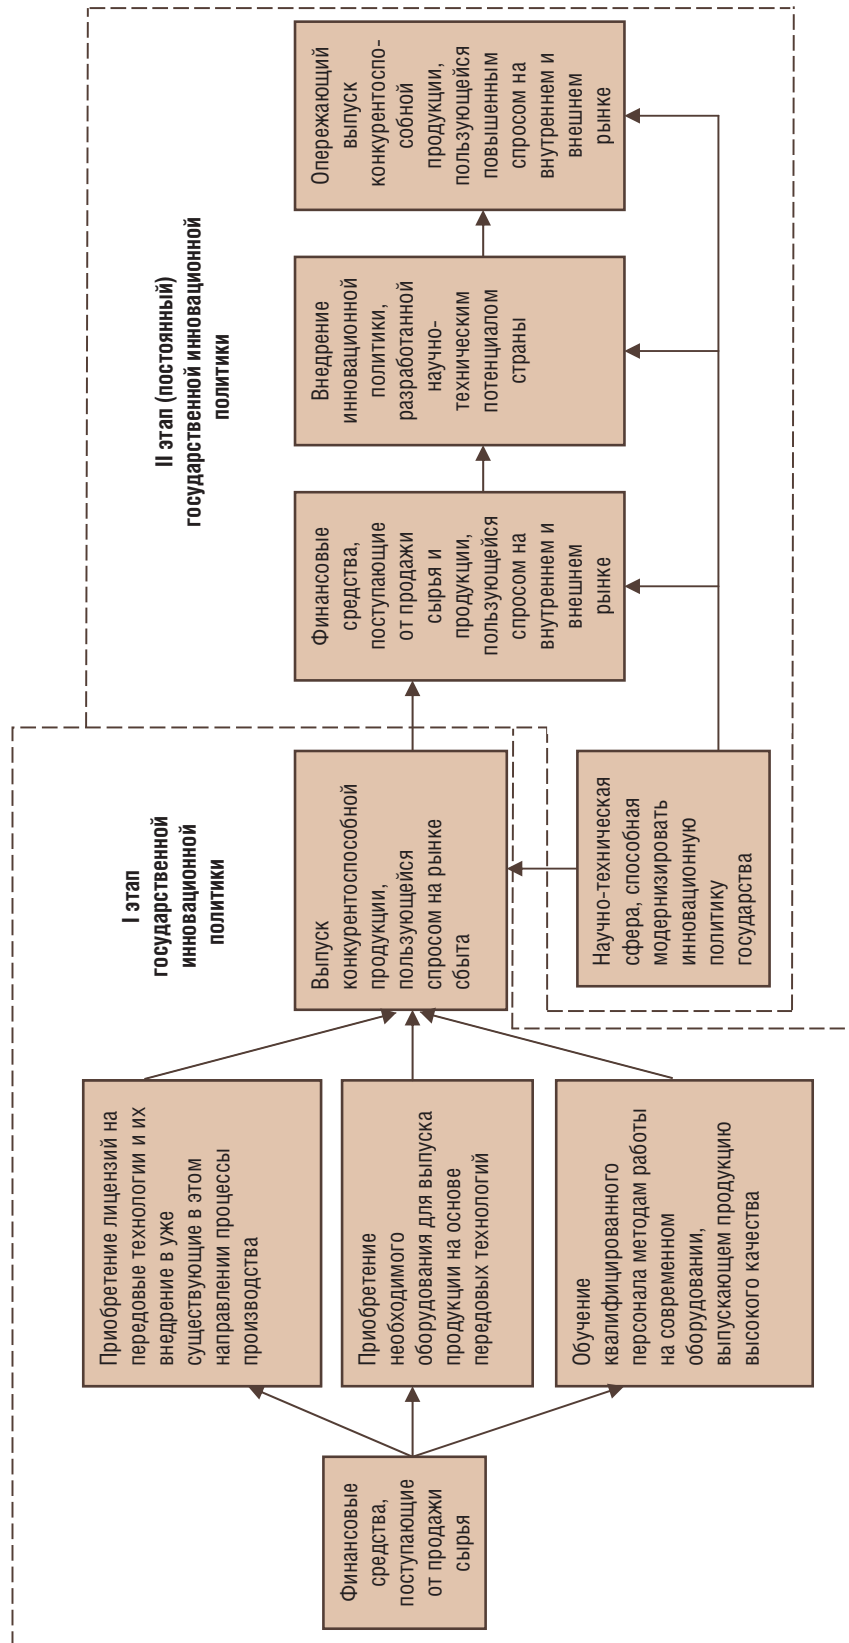 I этап
государственной
инновационной
политики
II этап (постоянный)
государственной инновационной
политики
Финансовые
средства,
поступающие
от продажи
сырья
Приобретение лицензий на
передовые технологии и их
внедрение в уже
существующие в этом
направлении процессы
производства
Приобретение
необходимого
оборудования для выпуска
продукции на основе
передовых технологий
Обучение
квалифицированного
персонала методам работы
на современном
оборудовании,
выпускающем продукцию
высокого качества
Выпуск
конкурентоспособной
продукции,
пользующейся
спросом на рынке
сбыта
Научно-техническая
сфера, способная
модернизировать
инновационную
политику
государства
Финансовые
средства,
поступающие
от продажи
сырья и
продукции,
пользующейся
спросом на
внутреннем и
внешнем
рынке
Внедрение
инновационной
политики,
разработанной
научно-
техническим
потенциалом
страны
Опережающий
выпуск
конкурентоспо-
собной
продукции,
пользующейся
повышенным
спросом на
внутреннем и
внешнем
рынке